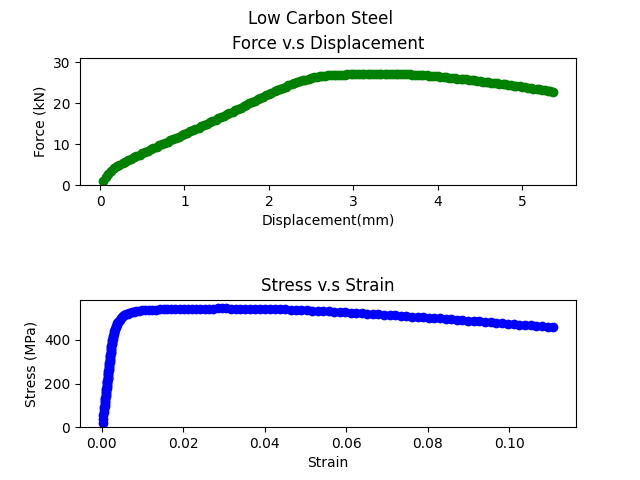 Low Carbon Steel
Force v.s Displacement
30
20
10
0
Force (kN)
0 1 2 3 4 5
Displacement(mm)
Stress v.s Strain
400
200
0
Stress (MPa)
0.00 0.02 0.04 0.06 0.08 0.10
Strain